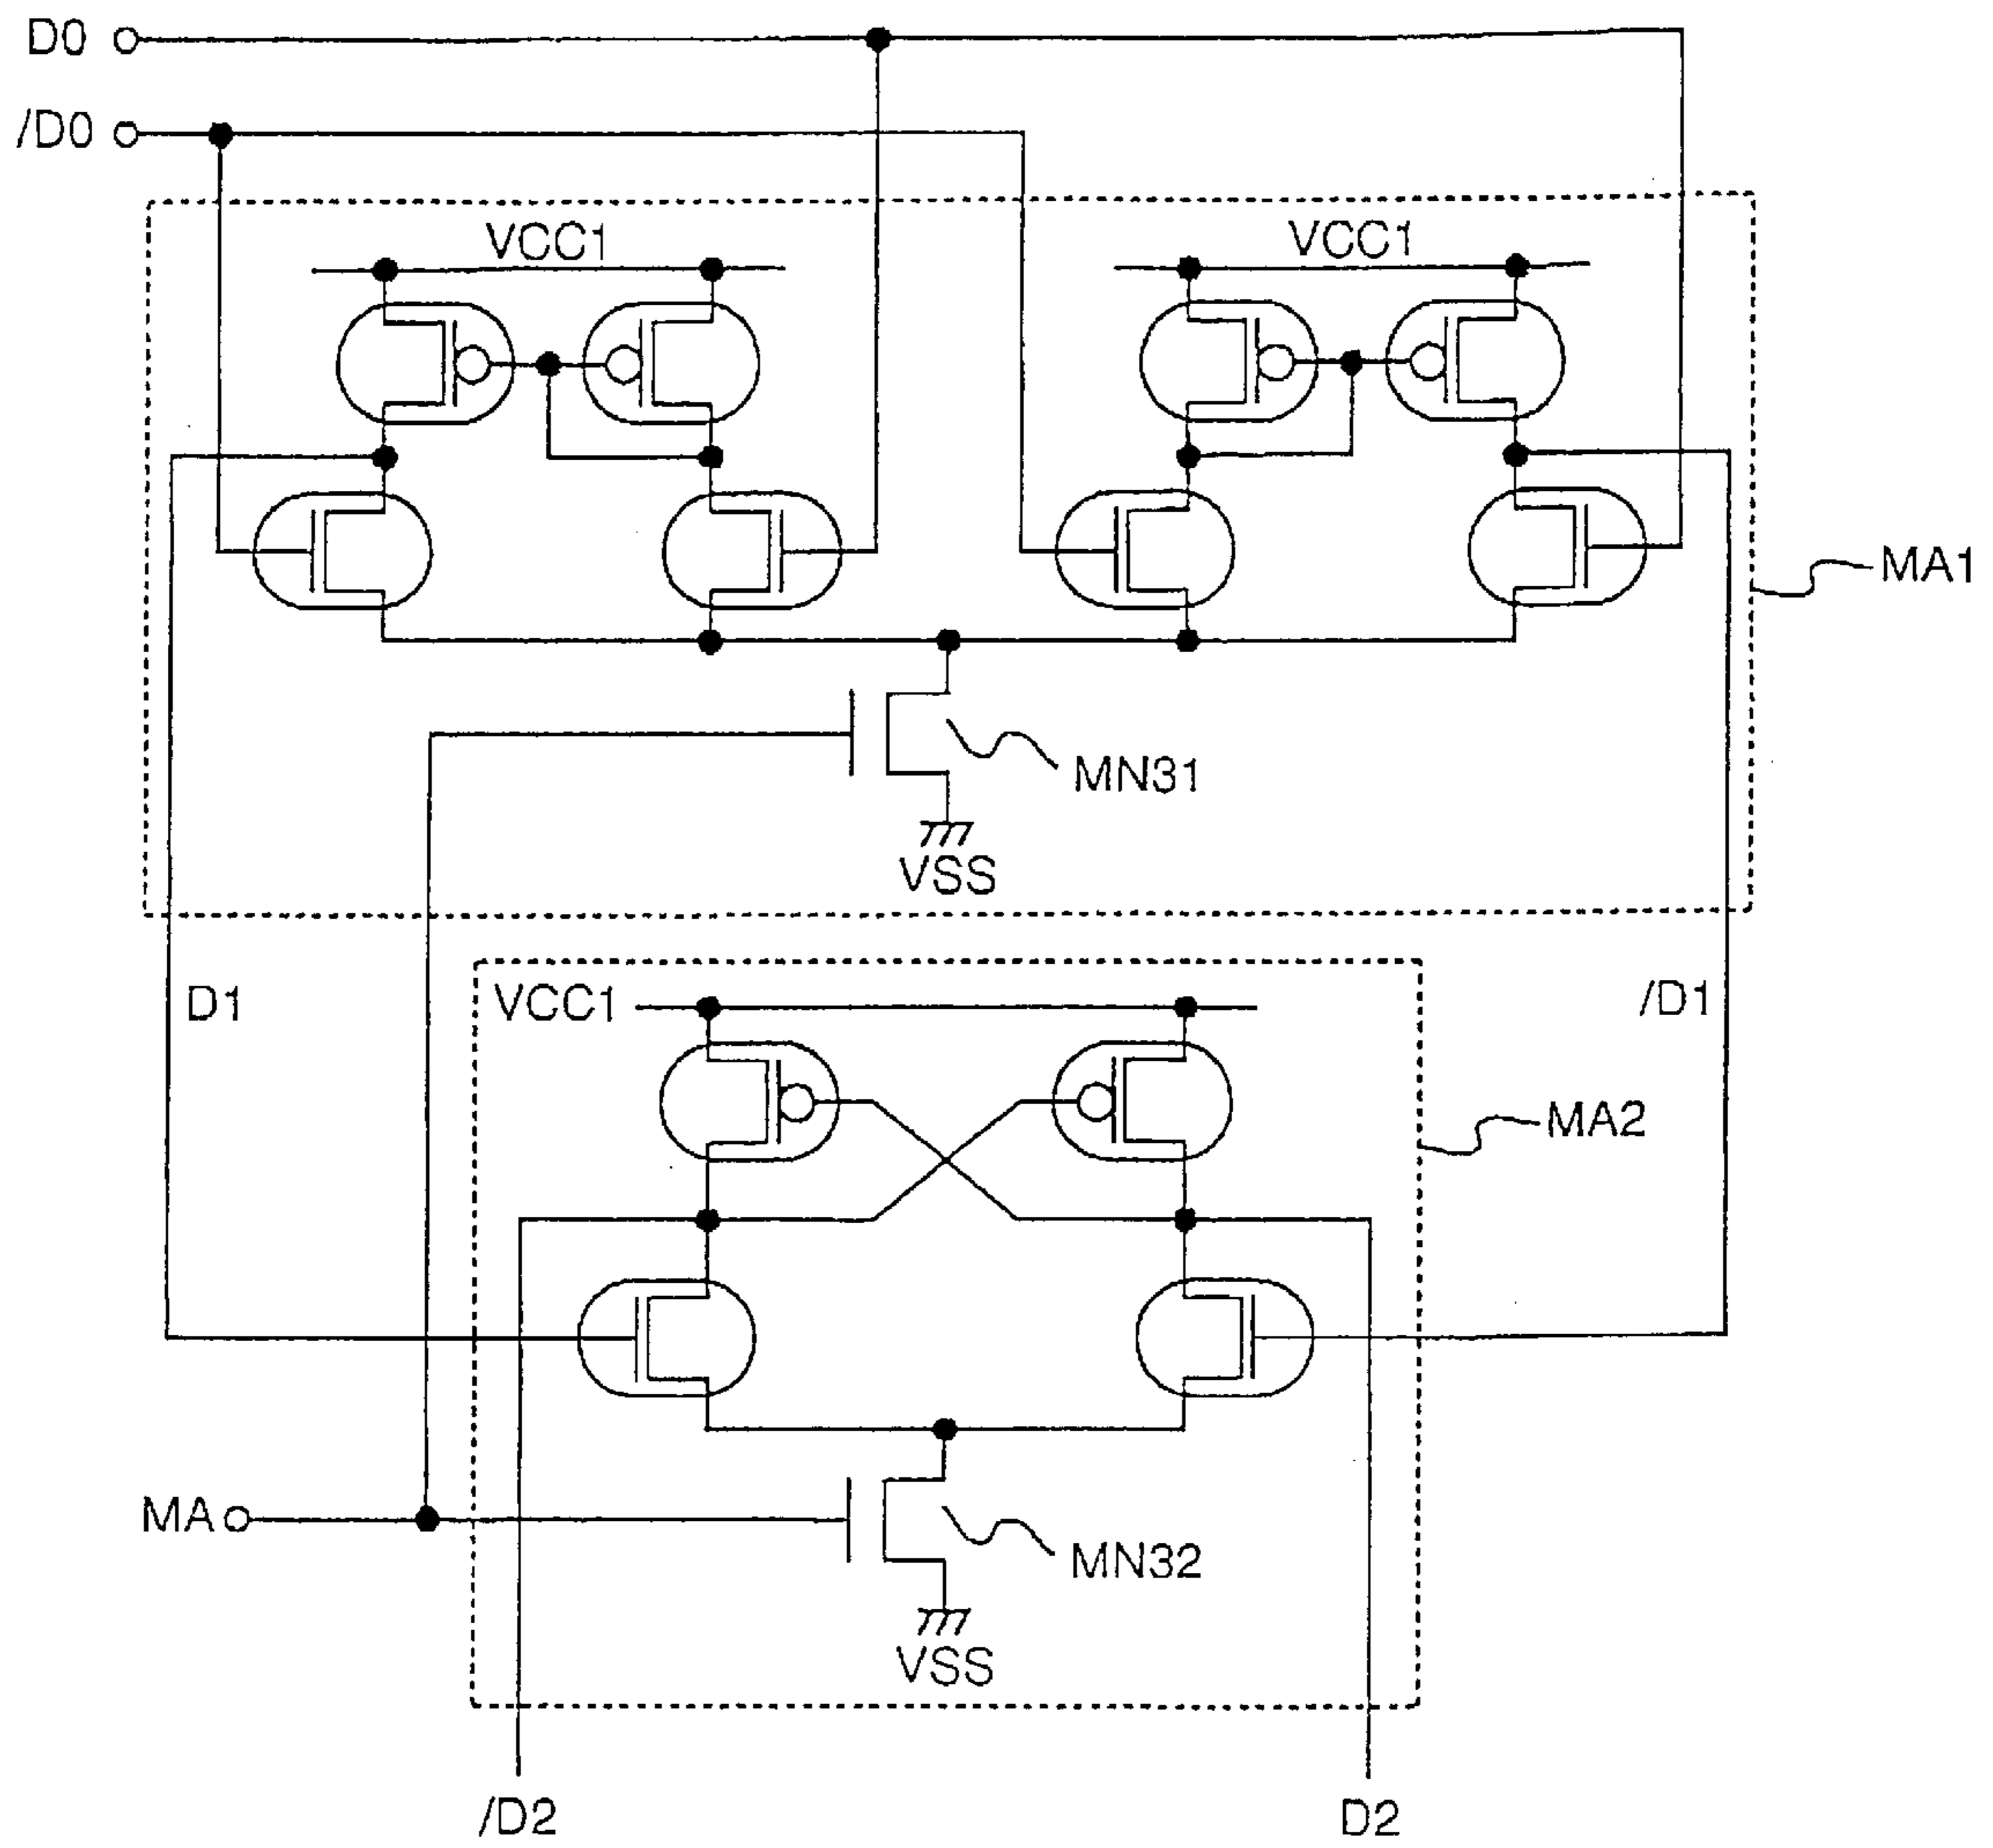 D0
/D0
VCC1
VCC1
MA1
MN31
VSS
D1
VCC1
/D1
MA2
MA
MN32
VSS
/D2
D2